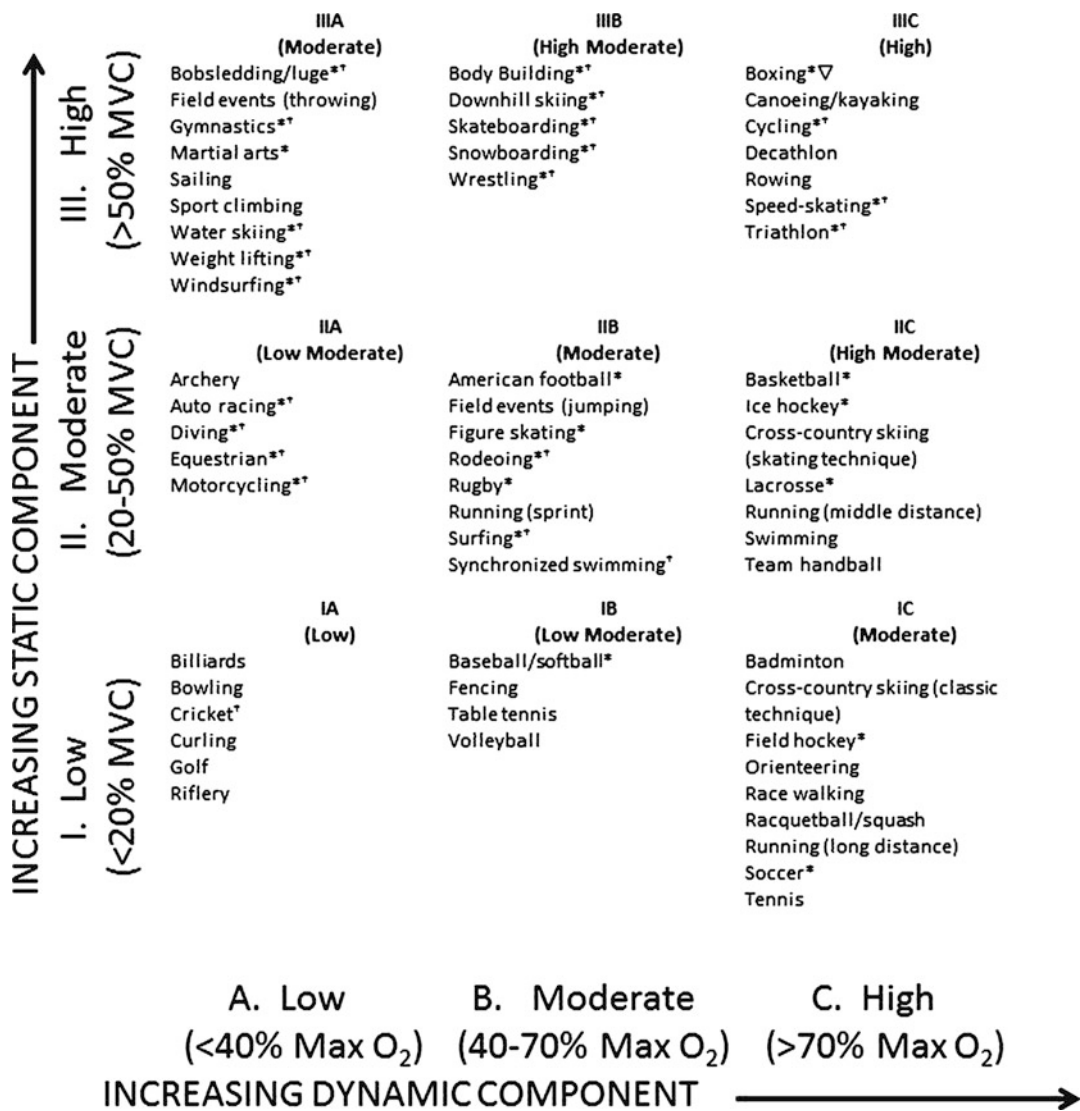 IIIA
(Moderate)
Bobsledding/luge*†
Field events (throwing)
Gymnastics*†
Martial arts*
Sailing
Sport climbing
Water skiing*†
Weight lifting*†
Windsurfing*†
IIIB
(High Moderate)
Body Building*†
Downhill skiing*†
Skateboarding*†
Snowboarding*†
Wrestling*†
IIIC
(High)
Boxing*∇
Canoeing/kayaking
Cycling*†
Decathlon
Rowing
Speed-skating*†
Triathlon*†
III. High
(>50% MVC)
IIA
(Low Moderate)
Archery
Auto racing*†
Diving*†
Equestrian*†
Motorcycling*†
IIB
(Moderate)
American football*
Field events (jumping)
Figure skating*
Rodeoing*†
Rugby*
Running (sprint)
Surfing*†
Synchronized swimming†
IIC
(High Moderate)
Basketball*
Ice hockey*
Cross-country skiing
(skating technique)
Lacrosse*
Running (middle distance)
Swimming
Team handball
II. Moderate
(20-50% MVC)
IA
(Low)
Billiards
Bowling
Cricket†
Curling
Golf
Riflery
IB
(Low Moderate)
Baseball/softball*
Fencing
Table tennis
Volleyball
IC
(Moderate)
Badminton
Cross-country skiing (classic
technique)
Field hockey*
Orienteering
Race walking
Racquetball/squash
Running (long distance)
Soccer*
Tennis
I. Low
(<20% MVC)
INCREASING STATIC COMPONENT
A. Low
(<40% Max O₂)
B. Moderate
(40-70% Max O₂)
C. High
(>70% Max O₂)
INCREASING DYNAMIC COMPONENT